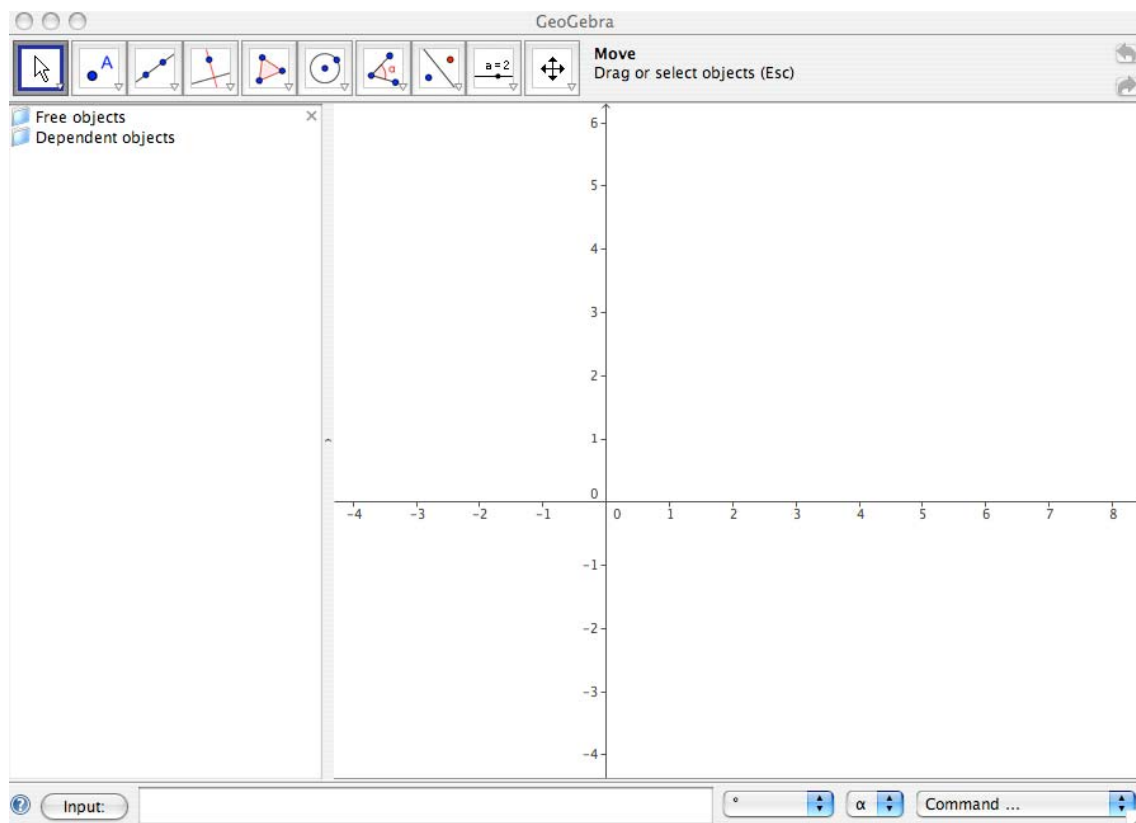 GeoGebra
A
α
a=2
Move
Drag or select objects (Esc)
Free objects
Dependent objects
6
5
4
3
2
1
0
-4 -3 -2 -1 0 1 2 3 4 5 6 7 8
-1
-2
-3
-4
Input:
° α Command ...